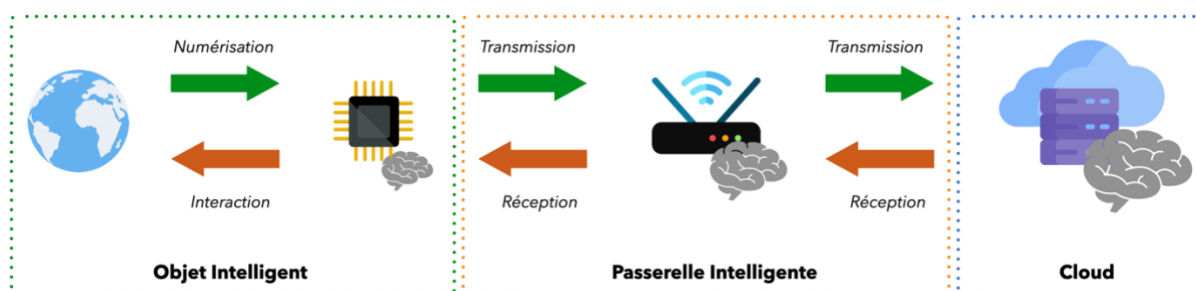 Numérisation
Transmission
Transmission
Interaction
Réception
Réception
Objet Intelligent
Passerelle Intelligente
Cloud